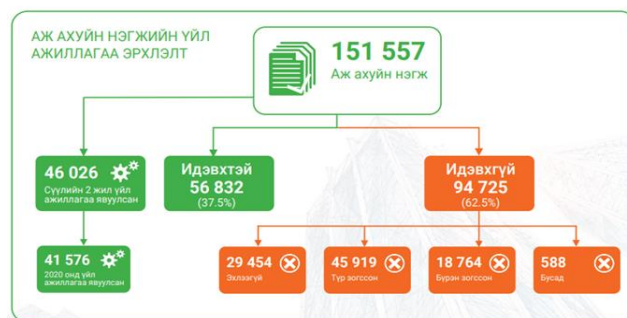 АЖ АХУЙН НЭГЖИЙН ҮЙЛ
АЖИЛЛАГАА ЭРХЛЭЛТ
151 557
Аж ахуйн нэгж
46 026
Сүүлийн 2 жил үйл
ажиллагаа явуулсан
Идэвхтэй
56 832
(37.5%)
Идэвхгүй
94 725
(62.5%)
41 576
2020 онд үйл
ажиллагаа явуулсан
29 454
Эхлээгүй
45 919
Түр зогссон
18 764
Бүрэн зогссон
588
Бусад